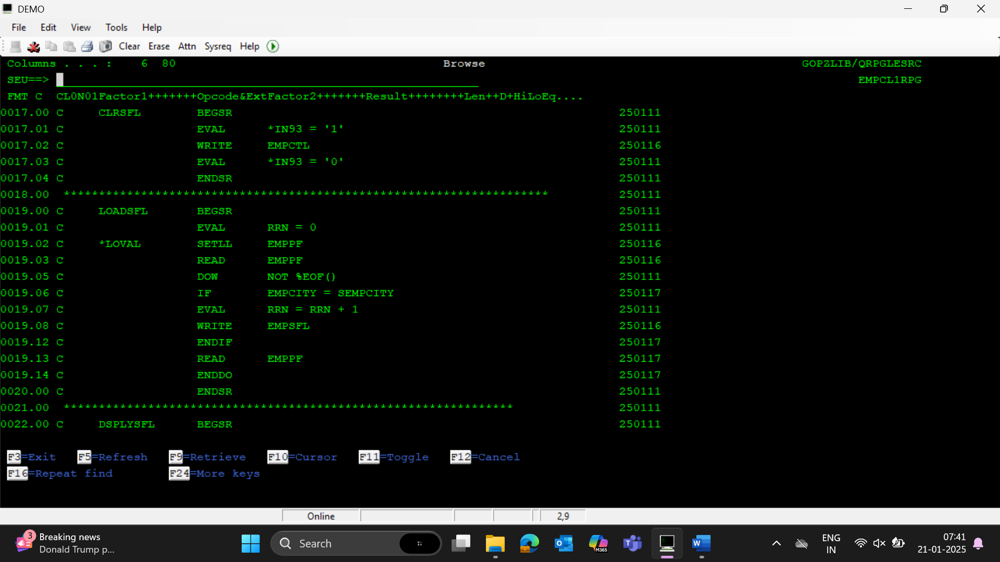 DEMO
File Edit View Tools Help
Clear Erase Attn Sysreq Help
Columns . . . : 6 80 Browse GOPZLIB/QRPGLESRC
SEU==> EMPCL1RPG
FMT C CL0N01Factor1+++++++Opcode&ExtFactor2+++++++Result++++++++Len++D+HiLoEq....
0017.00 C CLRSFL BEGSR 250111
0017.01 C EVAL *IN93 = '1' 250111
0017.02 C WRITE EMPCTL 250116
0017.03 C EVAL *IN93 = '0' 250111
0017.04 C ENDSR 250111
0018.00 ********************************************************************* 250111
0019.00 C LOADSFL BEGSR 250111
0019.01 C EVAL RRN = 0 250111
0019.02 C *LOVAL SETLL EMPPF 250116
0019.03 C READ EMPPF 250116
0019.05 C DOW NOT %EOF() 250111
0019.06 C IF EMPCITY = SEMPCITY 250117
0019.07 C EVAL RRN = RRN + 1 250111
0019.08 C WRITE EMPSFL 250116
0019.12 C ENDIF 250117
0019.13 C READ EMPPF 250117
0019.14 C ENDDO 250117
0020.00 C ENDSR 250111
0021.00 **************************************************************** 250111
0022.00 C DSPLYSFL BEGSR 250111
F3=Exit F5=Refresh F9=Retrieve F10=Cursor F11=Toggle F12=Cancel
F16=Repeat find F24=More keys
Online 2,9
3 Breaking news
Donald Trump p...
Search
M365
ENG
IN
07:41
21-01-2025